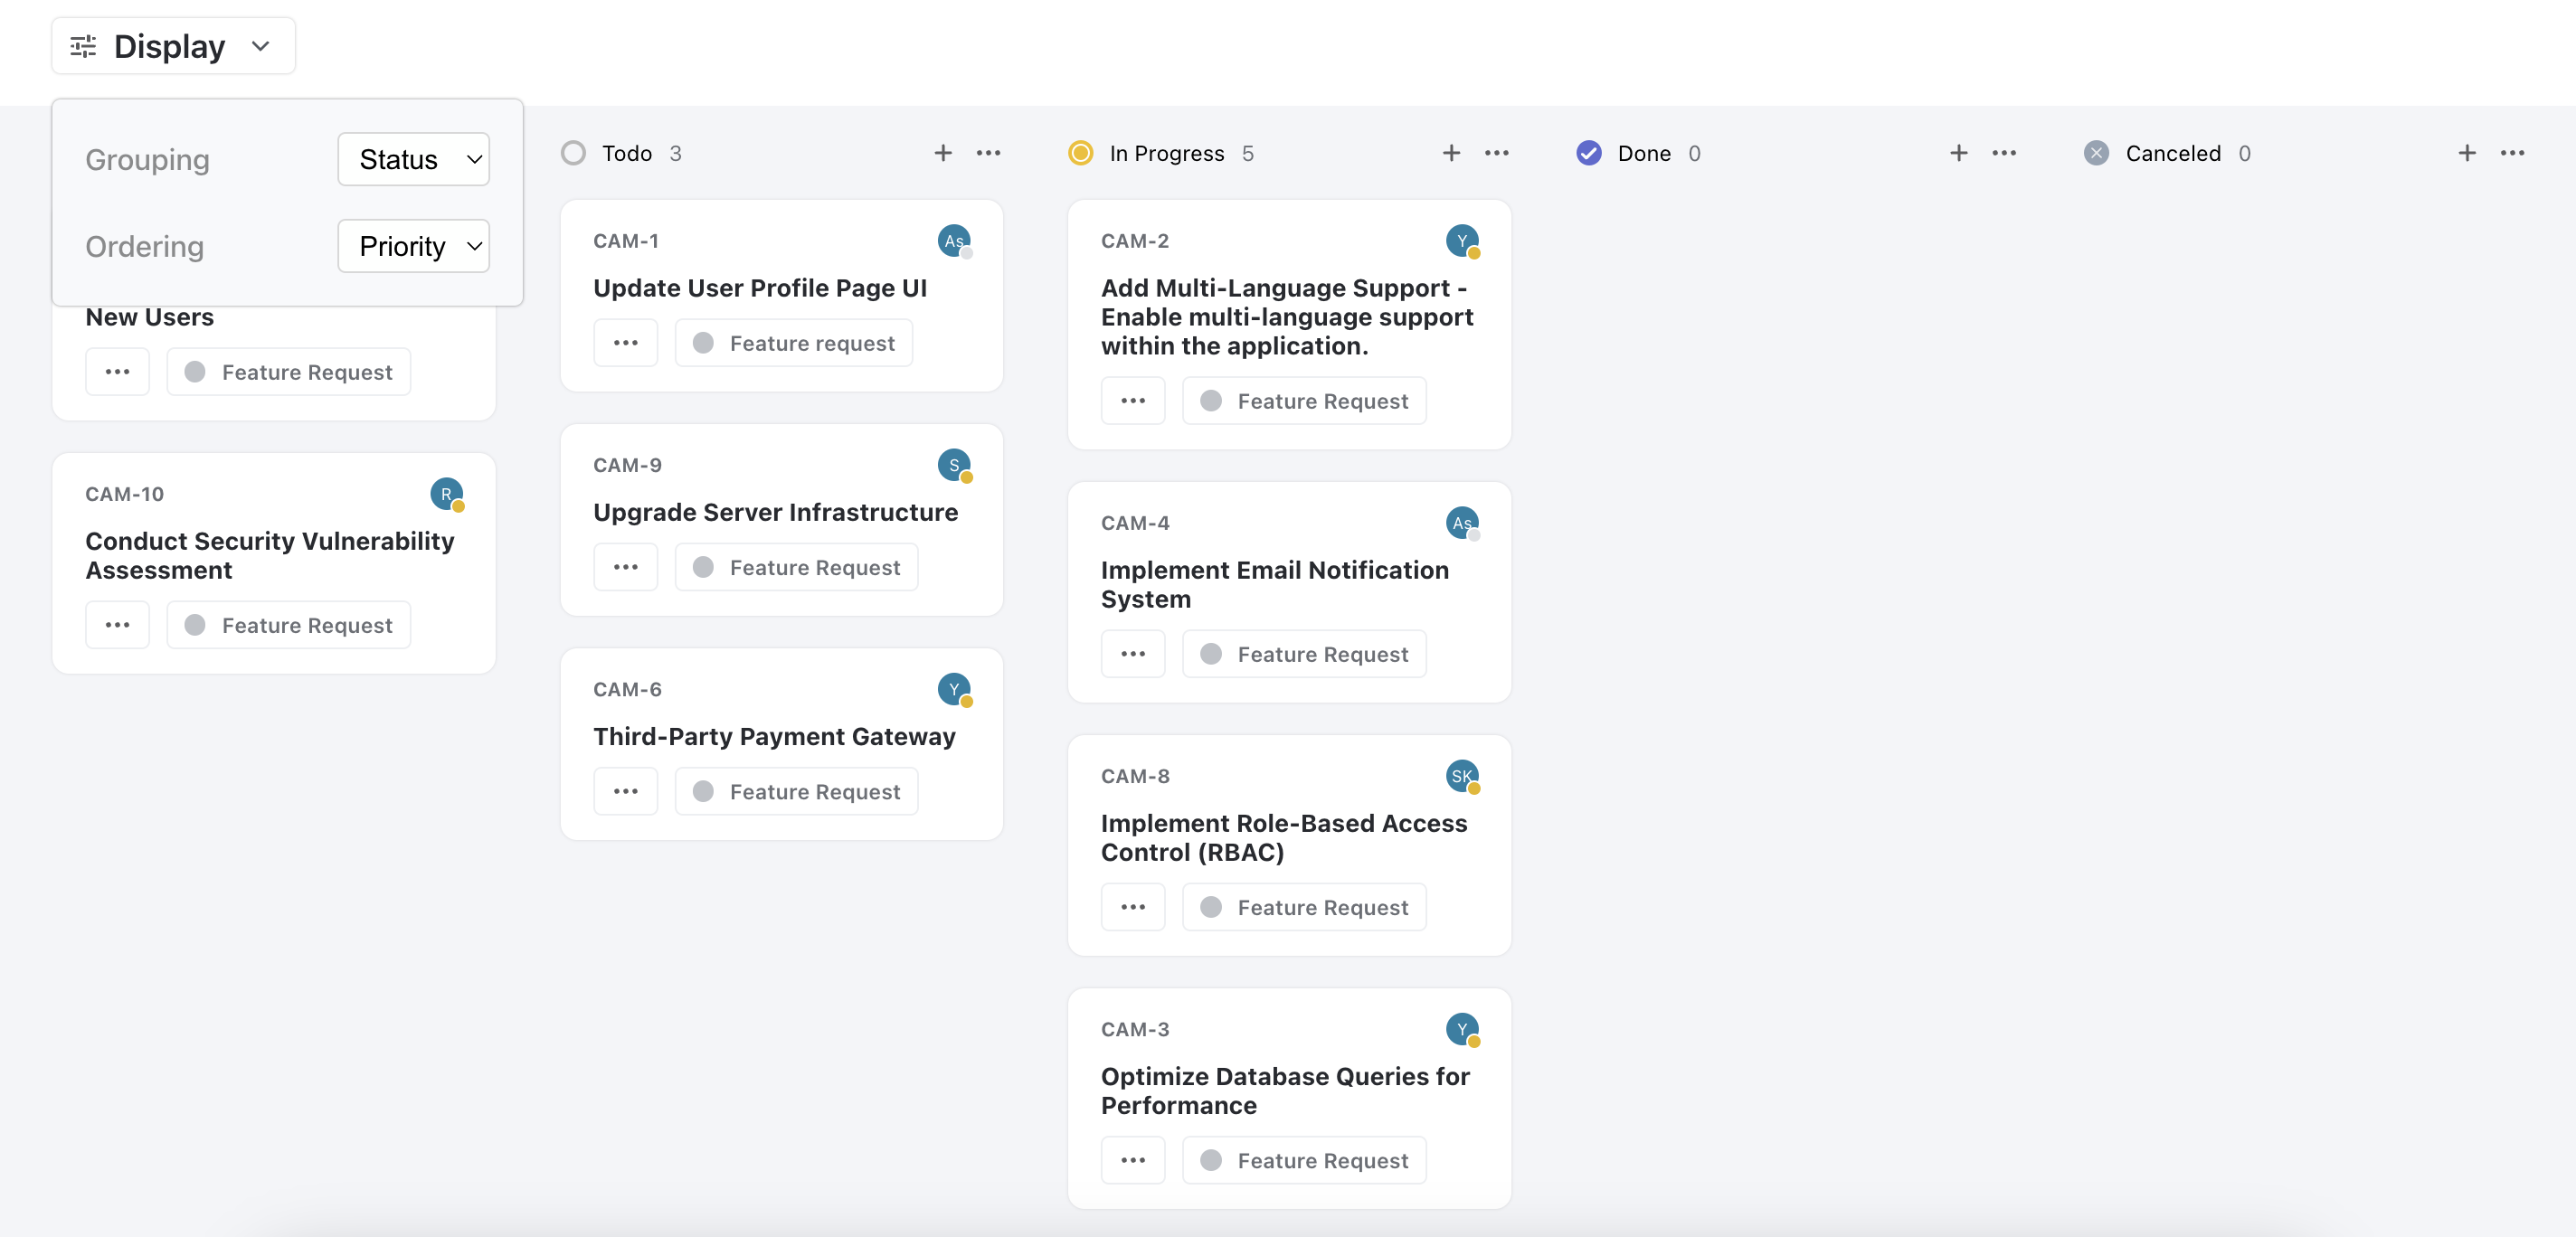 Display
Grouping
Status
Ordering
Priority
New Users
Feature Request
CAM-10
R
Conduct Security Vulnerability
Assessment
Feature Request
Todo 3
CAM-1
As
Update User Profile Page UI
Feature request
CAM-9
S
Upgrade Server Infrastructure
Feature Request
CAM-6
Y
Third-Party Payment Gateway
Feature Request
In Progress 5
CAM-2
Y
Add Multi-Language Support -
Enable multi-language support
within the application.
Feature Request
CAM-4
As
Implement Email Notification
System
Feature Request
CAM-8
SK
Implement Role-Based Access
Control (RBAC)
Feature Request
CAM-3
Y
Optimize Database Queries for
Performance
Feature Request
Done 0
Canceled 0